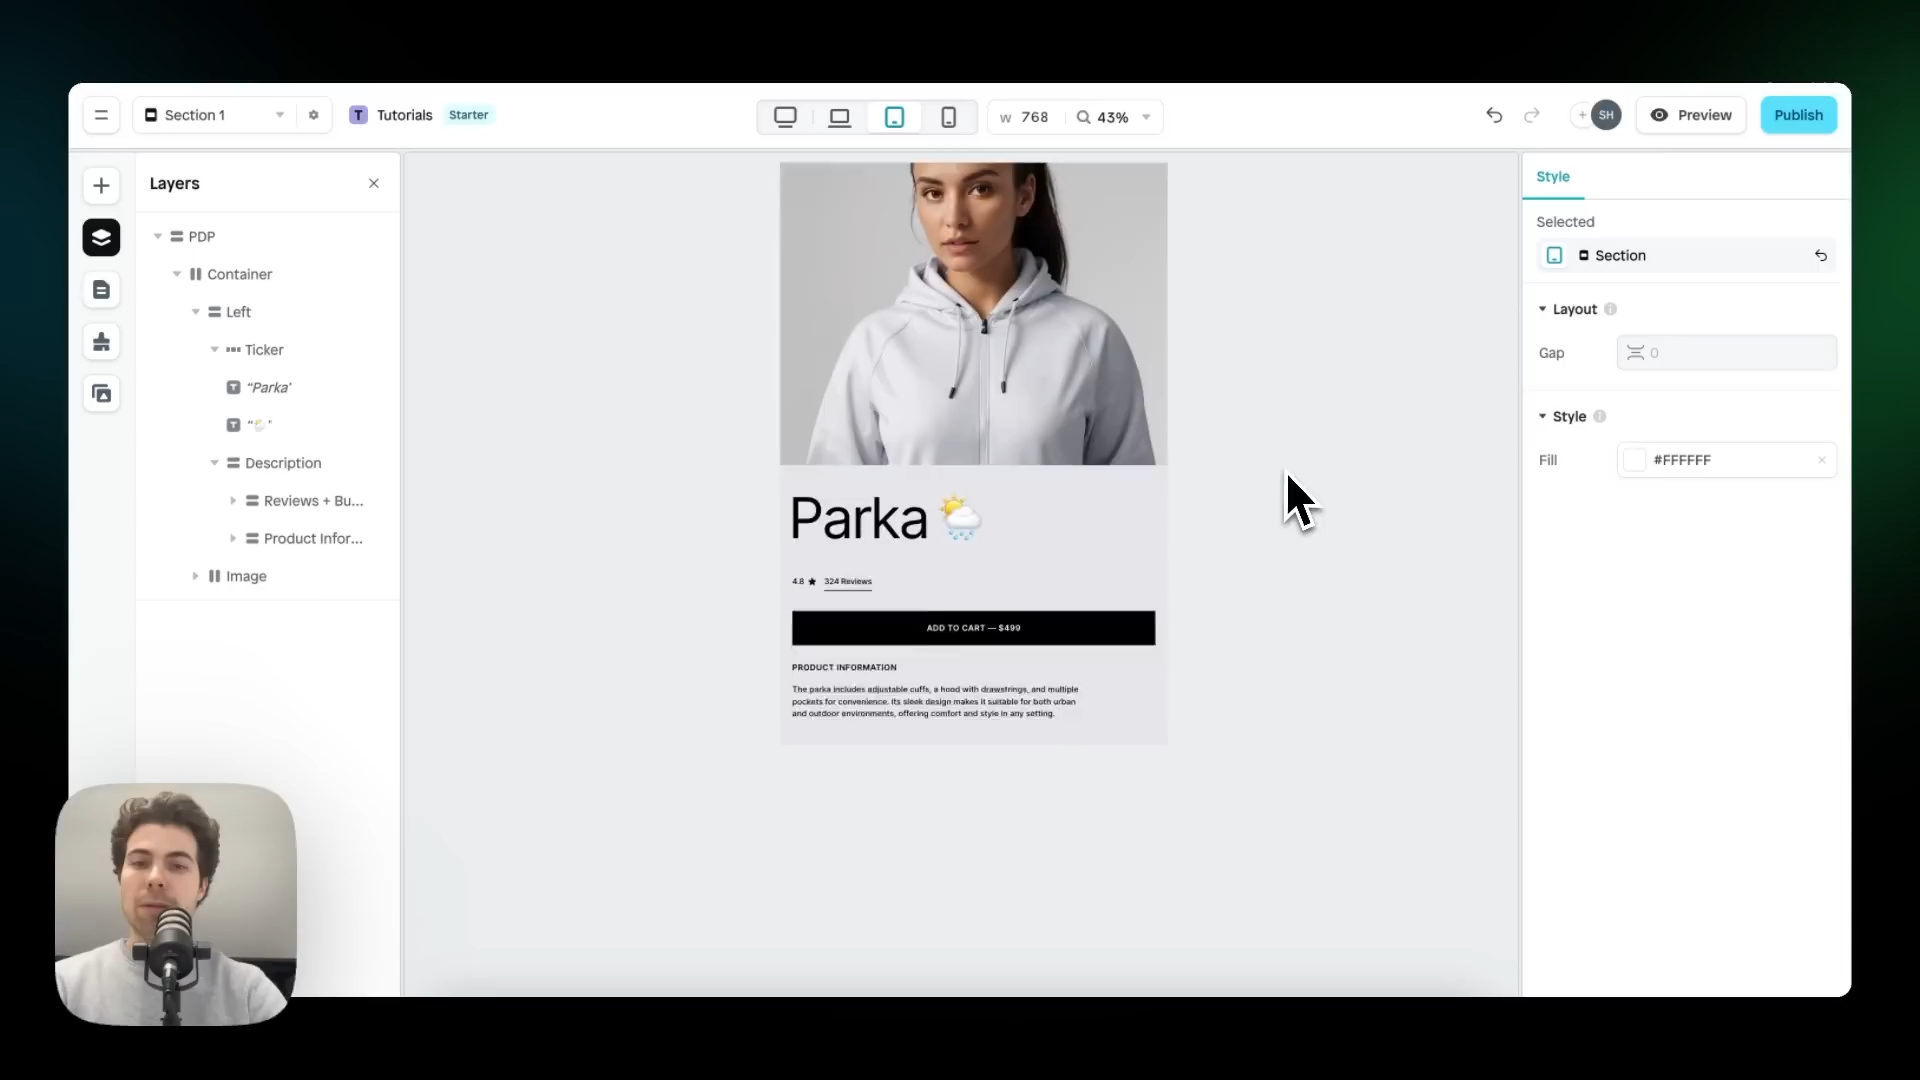 Section 1
T Tutorials Starter
W 768
43%
+ SH
Preview
Publish
Layers
PDP
Container
Left
Ticker
T "Parka'
T "🌦️"
Description
Reviews + Bu...
Product Infor...
Image
Parka 🌦️
4.8 ★ 324 Reviews
ADD TO CART — $499
PRODUCT INFORMATION
The parka includes adjustable cuffs, a hood with drawstrings, and multiple
pockets for convenience. Its sleek design makes it suitable for both urban
and outdoor environments, offering comfort and style in any setting.
Style
Selected
Section
Layout
Gap 0
Style
Fill #FFFFFF